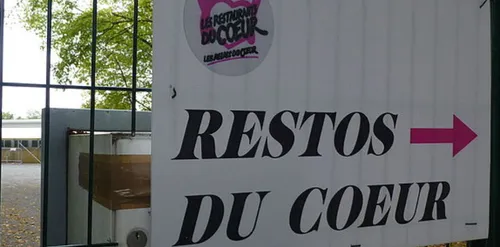 LES RESTAURANTS
DU COEUR
LES RELAIS DU COEUR
RESTOS
DU COEUR